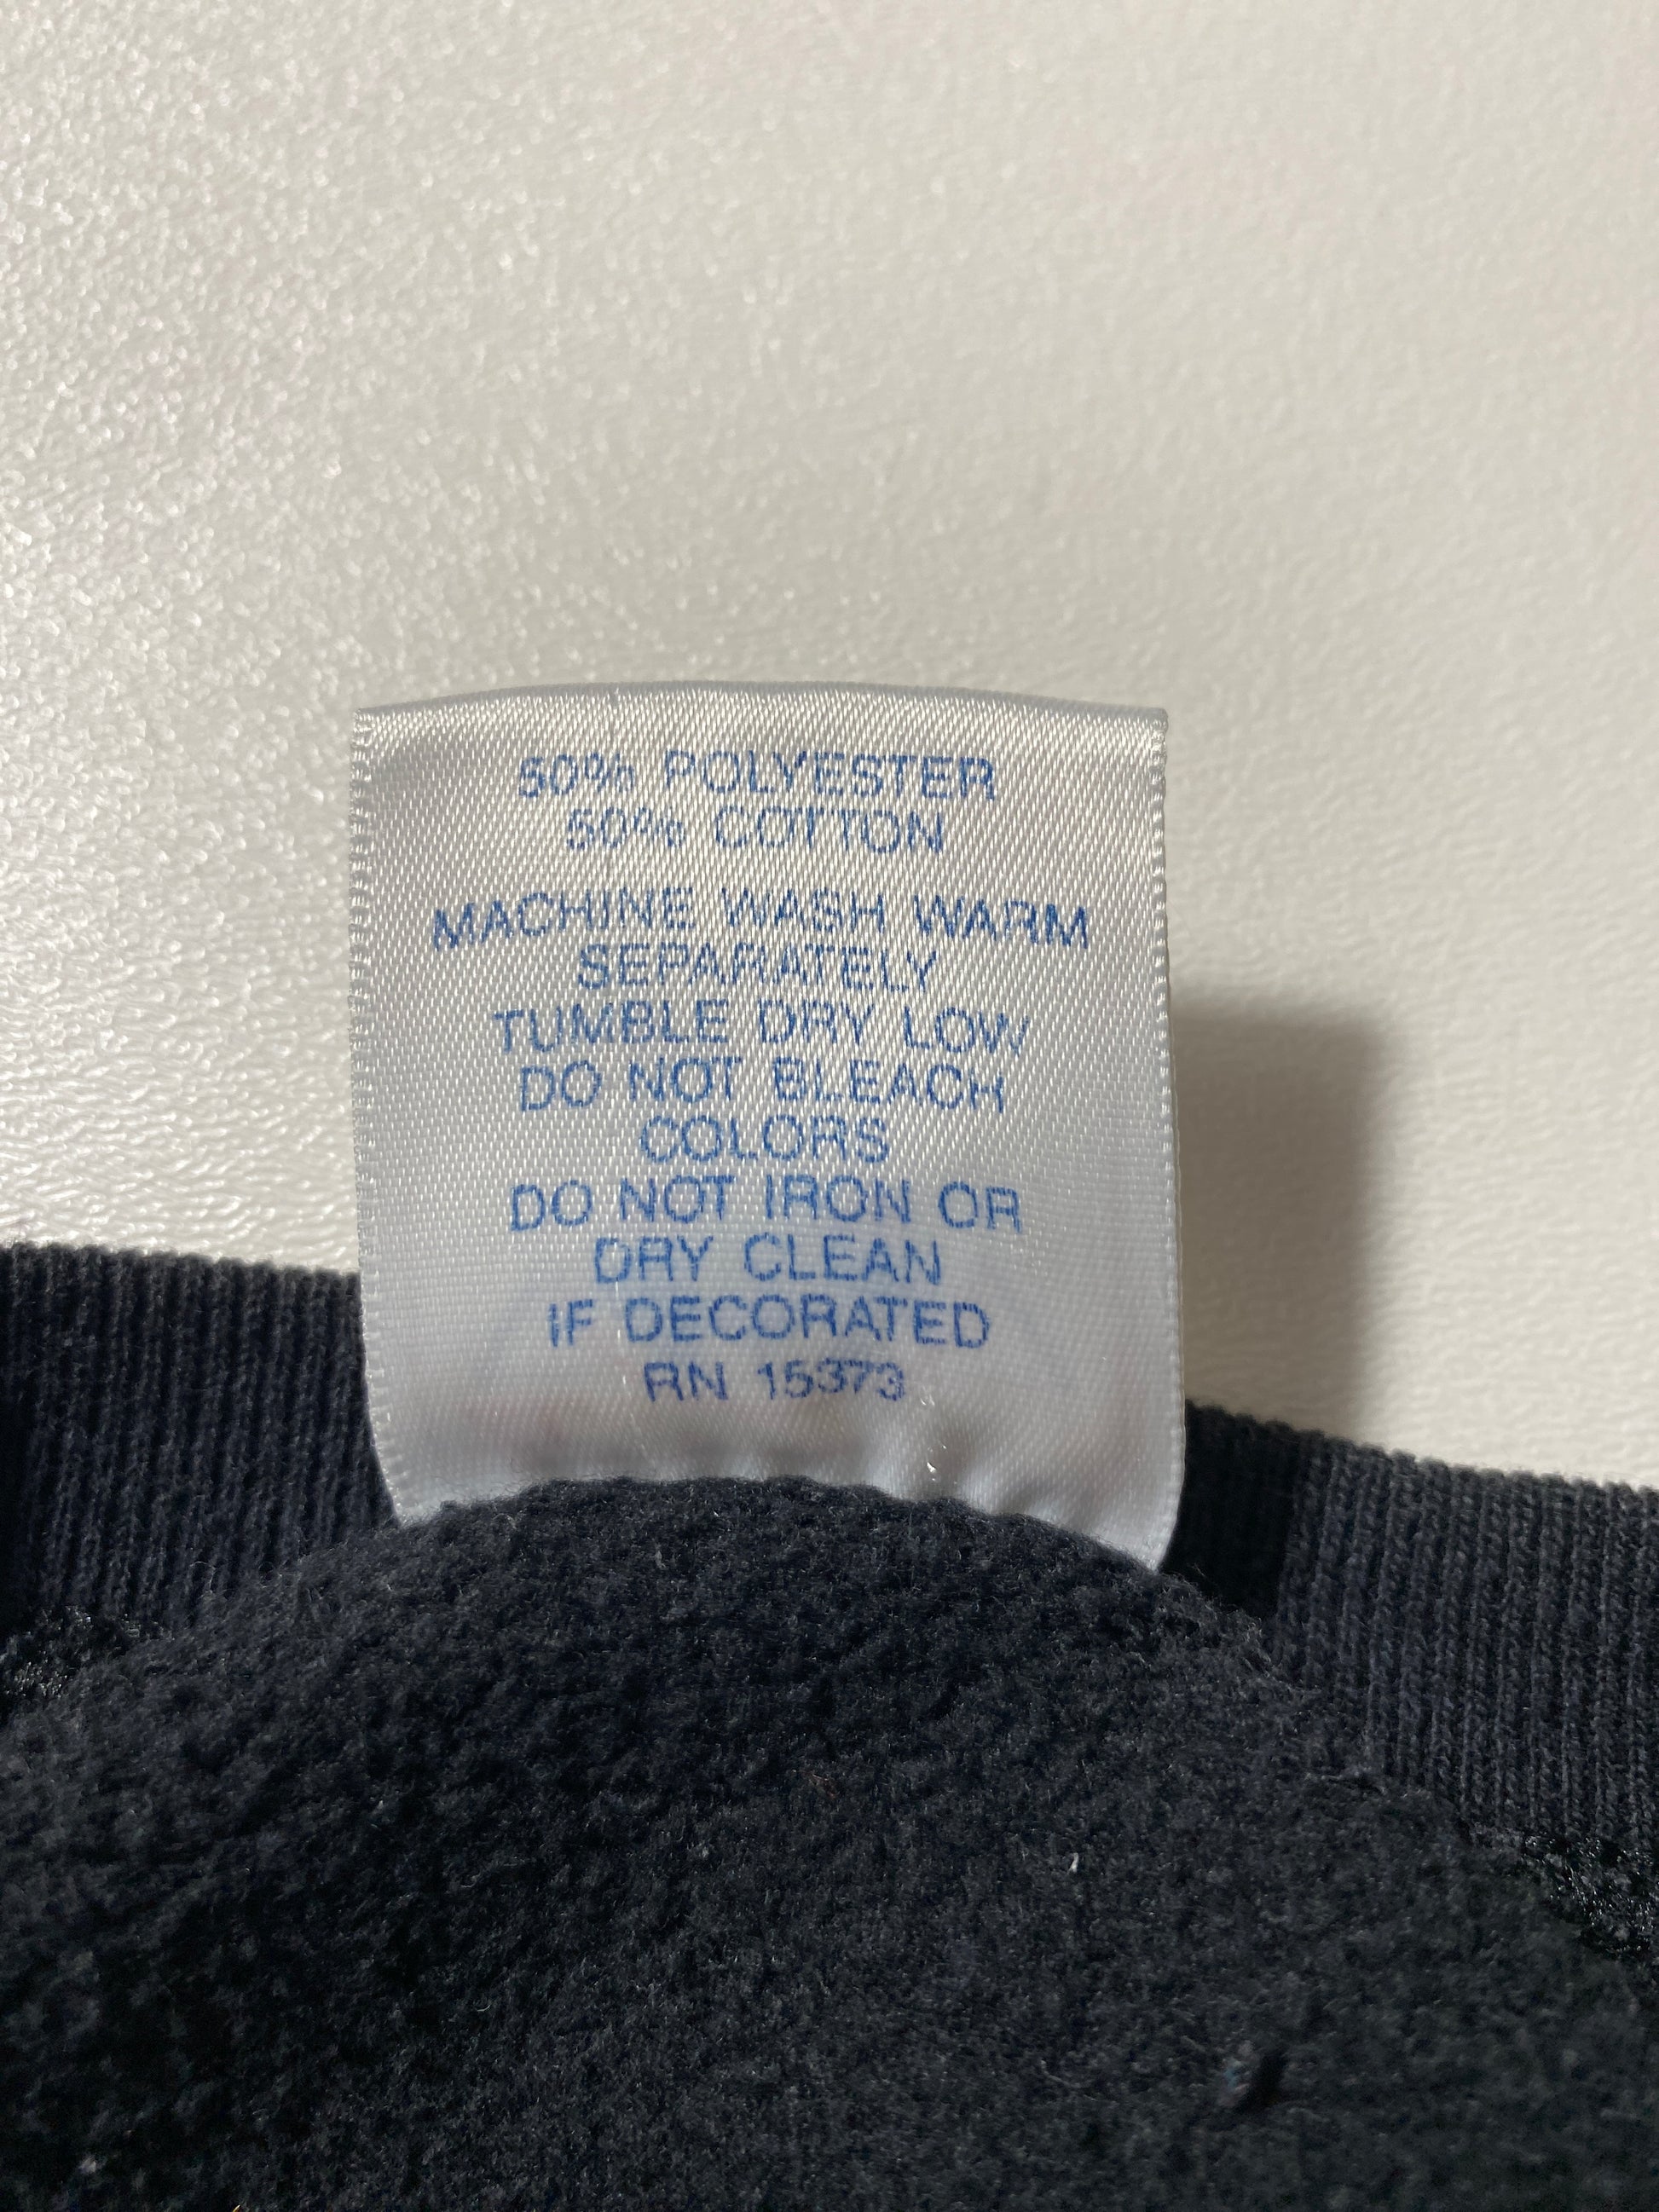 50% POLYESTER
50% COTTON
MACHINE WASH WARM
SEPARATELY
TUMBLE DRY LOW
DO NOT BLEACH
COLORS
DO NOT IRON OR
DRY CLEAN
IF DECORATED
RN 15373